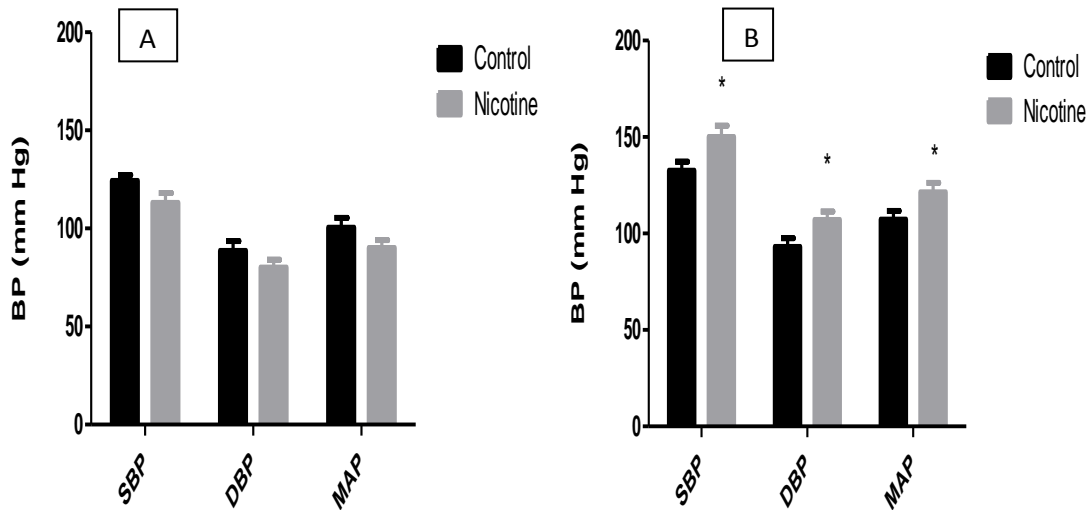 A
200
150
100
50
0
BP (mm Hg)
Control
Nicotine
SBP
DBP
MAP
B
200
150
100
50
0
BP (mm Hg)
*
*
*
Control
Nicotine
SBP
DBP
MAP